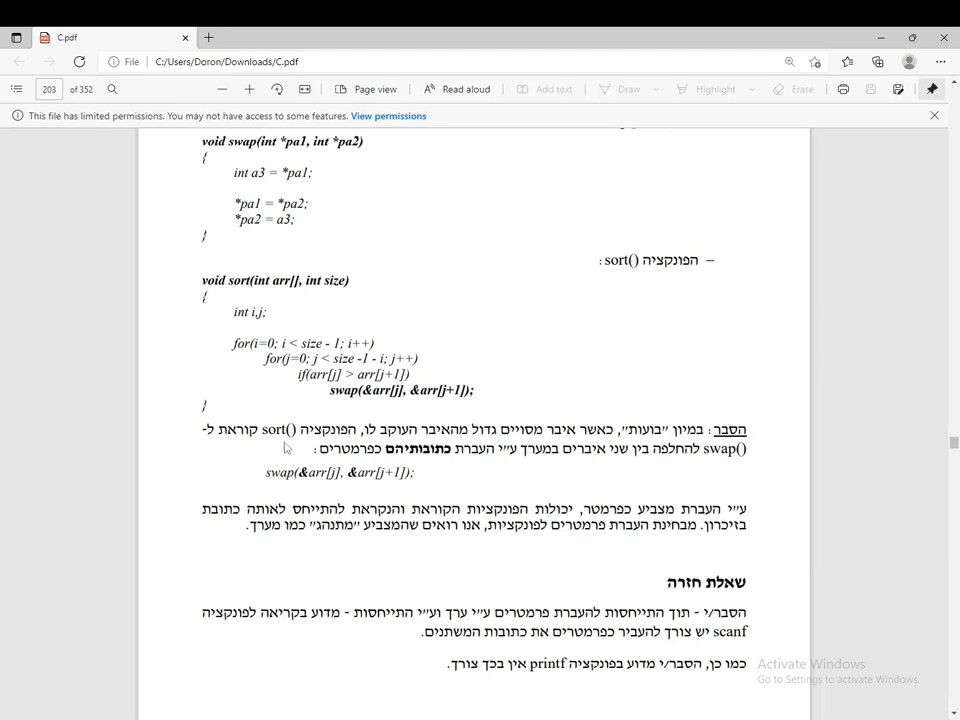 C.pdf
File
C:/Users/Doron/Downloads/C.pdf
203 of 352
Page view
Read aloud
Add text
Draw
Highlight
Erase
This file has limited permissions. You may not have access to some features. View permissions
void swap(int *pa1, int *pa2)
{
int a3 = *pa1;
*pa1 = *pa2;
*pa2 = a3;
}
– הפונקציה sort() :
void sort(int arr[], int size)
{
int i,j;
for(i=0; i < size - 1; i++)
for(j=0; j < size -1 - i; j++)
if(arr[j] > arr[j+1])
swap(&arr[j], &arr[j+1]);
}
הסבר : במיון "בועות", כאשר איבר מסויים גדול מהאיבר העוקב לו, הפונקציה sort() קוראת ל-
swap() להחלפה בין שני איברים במערך ע"י העברת כתובותיהם כפרמטרים :
swap(&arr[j], &arr[j+1]);
ע"י העברת מצביע כפרמטר, יכולות הפונקציות הקוראת והנקראת להתייחס לאותה כתובת
בזיכרון. מבחינת העברת פרמטרים לפונקציות, אנו רואים שהמצביע "מתנהג" כמו מערך.
שאלת חזרה
הסבר/י - תוך התייחסות להעברת פרמטרים ע"י ערך וע"י התייחסות - מדוע בקריאה לפונקציה
scanf יש צורך להעביר כפרמטרים את כתובות המשתנים.
כמו כן, הסבר/י מדוע בפונקציה printf אין בכך צורך.
Activate Windows
Go to Settings to activate Windows.